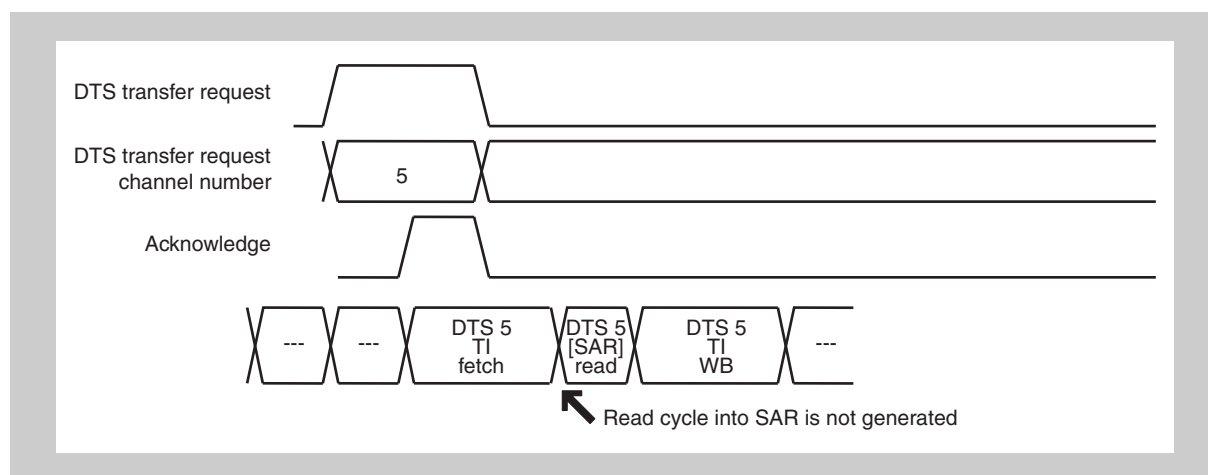 DTS transfer request
DTS transfer request
channel number
5
Acknowledge
---
---
DTS 5
TI
fetch
DTS 5
[SAR]
read
DTS 5
TI
WB
---
Read cycle into SAR is not generated